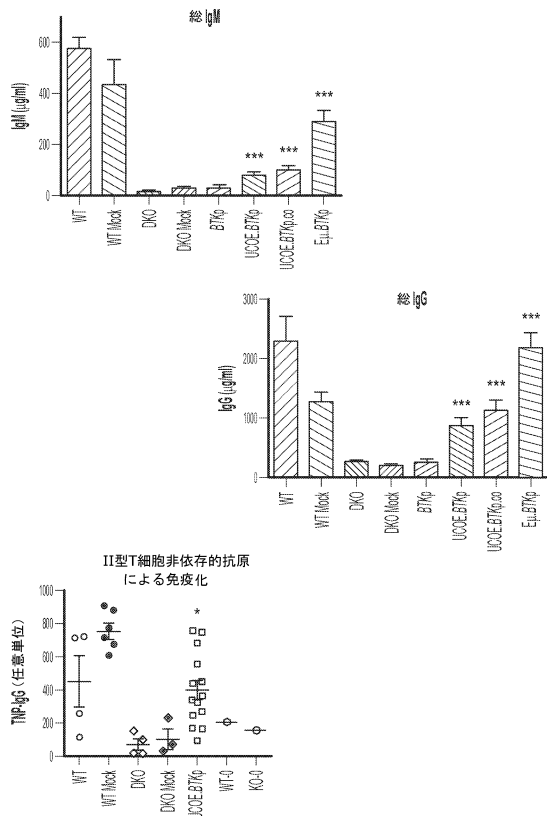 総 IgM
IgM (μg/ml)
600
400
200
0
***
***
***
WT
WT Mock
DKO
DKO Mock
BTKp
UCOE.BTKp
UCOE.BTKp.co
Eμ.BTKp
総 IgG
IgG (μg/ml)
3000
2000
1000
0
***
***
***
WT
WT Mock
DKO
DKO Mock
BTKp
UCOE.BTKp
UCOE.BTKp.co
Eμ.BTKp
II型T細胞非依存的抗原
による免疫化
TNP-IgG (任意単位)
1000
800
600
400
200
0
*
WT
WT Mock
DKO
DKO Mock
UCOE.BTKp
WT-0
KO-0